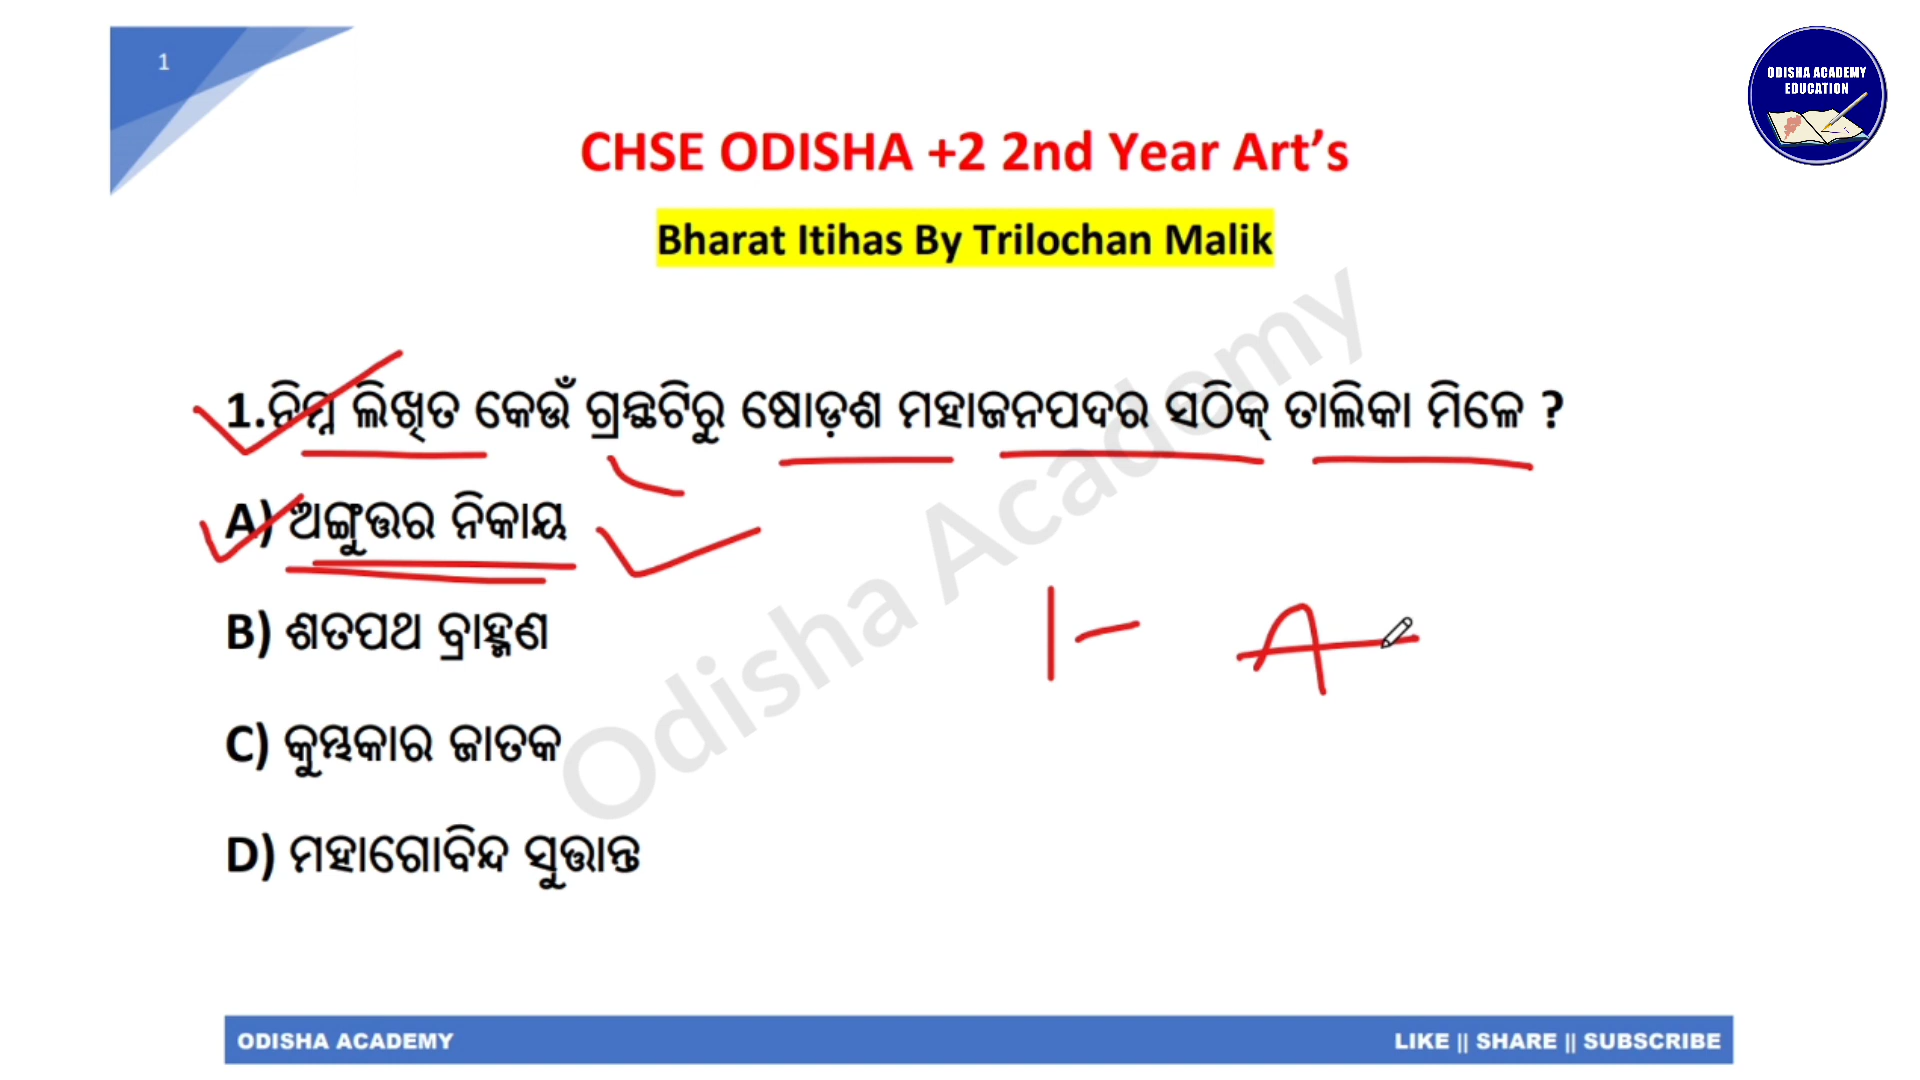 1
ODISHA ACADEMY
EDUCATION
CHSE ODISHA +2 2nd Year Art’s
Bharat Itihas By Trilochan Malik
1.ନିମ୍ନ ଲିଖିତ କେଉଁ ଗ୍ରନ୍ଥଟିରୁ ଷୋଡ଼ଶ ମହାଜନପଦର ସଠିକ୍ ତାଲିକା ମିଳେ ?
A) ଅଙ୍ଗୁତ୍ତର ନିକାୟ
B) ଶତପଥ ବ୍ରାହ୍ମଣ
1- A
C) କୁମ୍ଭକାର ଜାତକ
D) ମହାଗୋବିନ୍ଦ ସୁତ୍ତାନ୍ତ
Odisha Academy
ODISHA ACADEMY
LIKE || SHARE || SUBSCRIBE